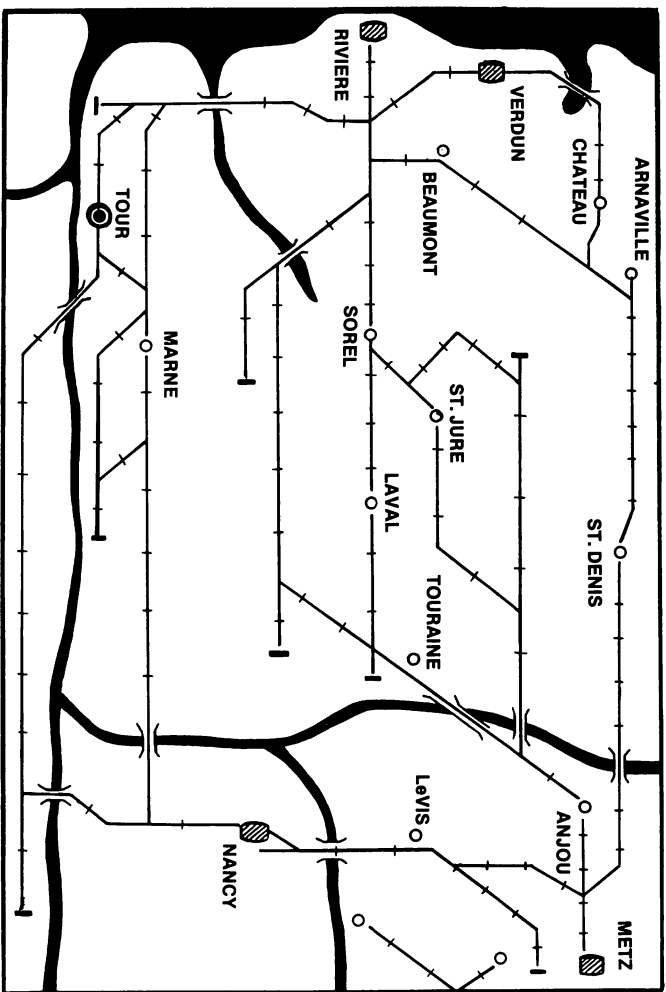 ARNAVILLE
CHATEAU
VERDUN
RIVIERE
BEAUMONT
TOUR
SOREL
MARNE
ST. JURE
LAVAL
ST. DENIS
TOURAINE
LeVIS
ANJOU
NANCY
METZ